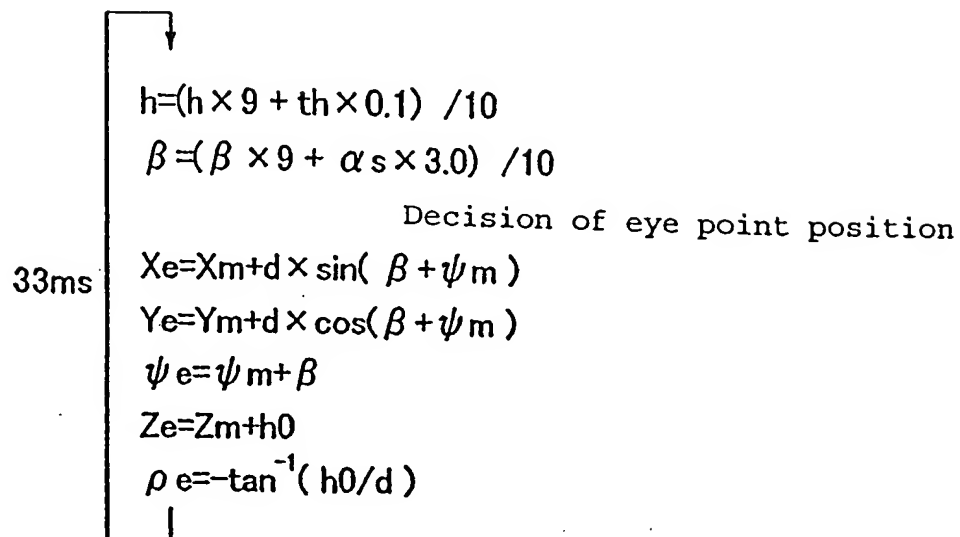 h=(h × 9 + th × 0.1) /10
β=(β × 9 + αs × 3.0) /10
Decision of eye point position
33ms
Xe=Xm+d × sin( β + ψm )
Ye=Ym+d × cos( β + ψm )
ψe=ψm+β
Ze=Zm+h0
ρe=-tan⁻¹( h0/d )